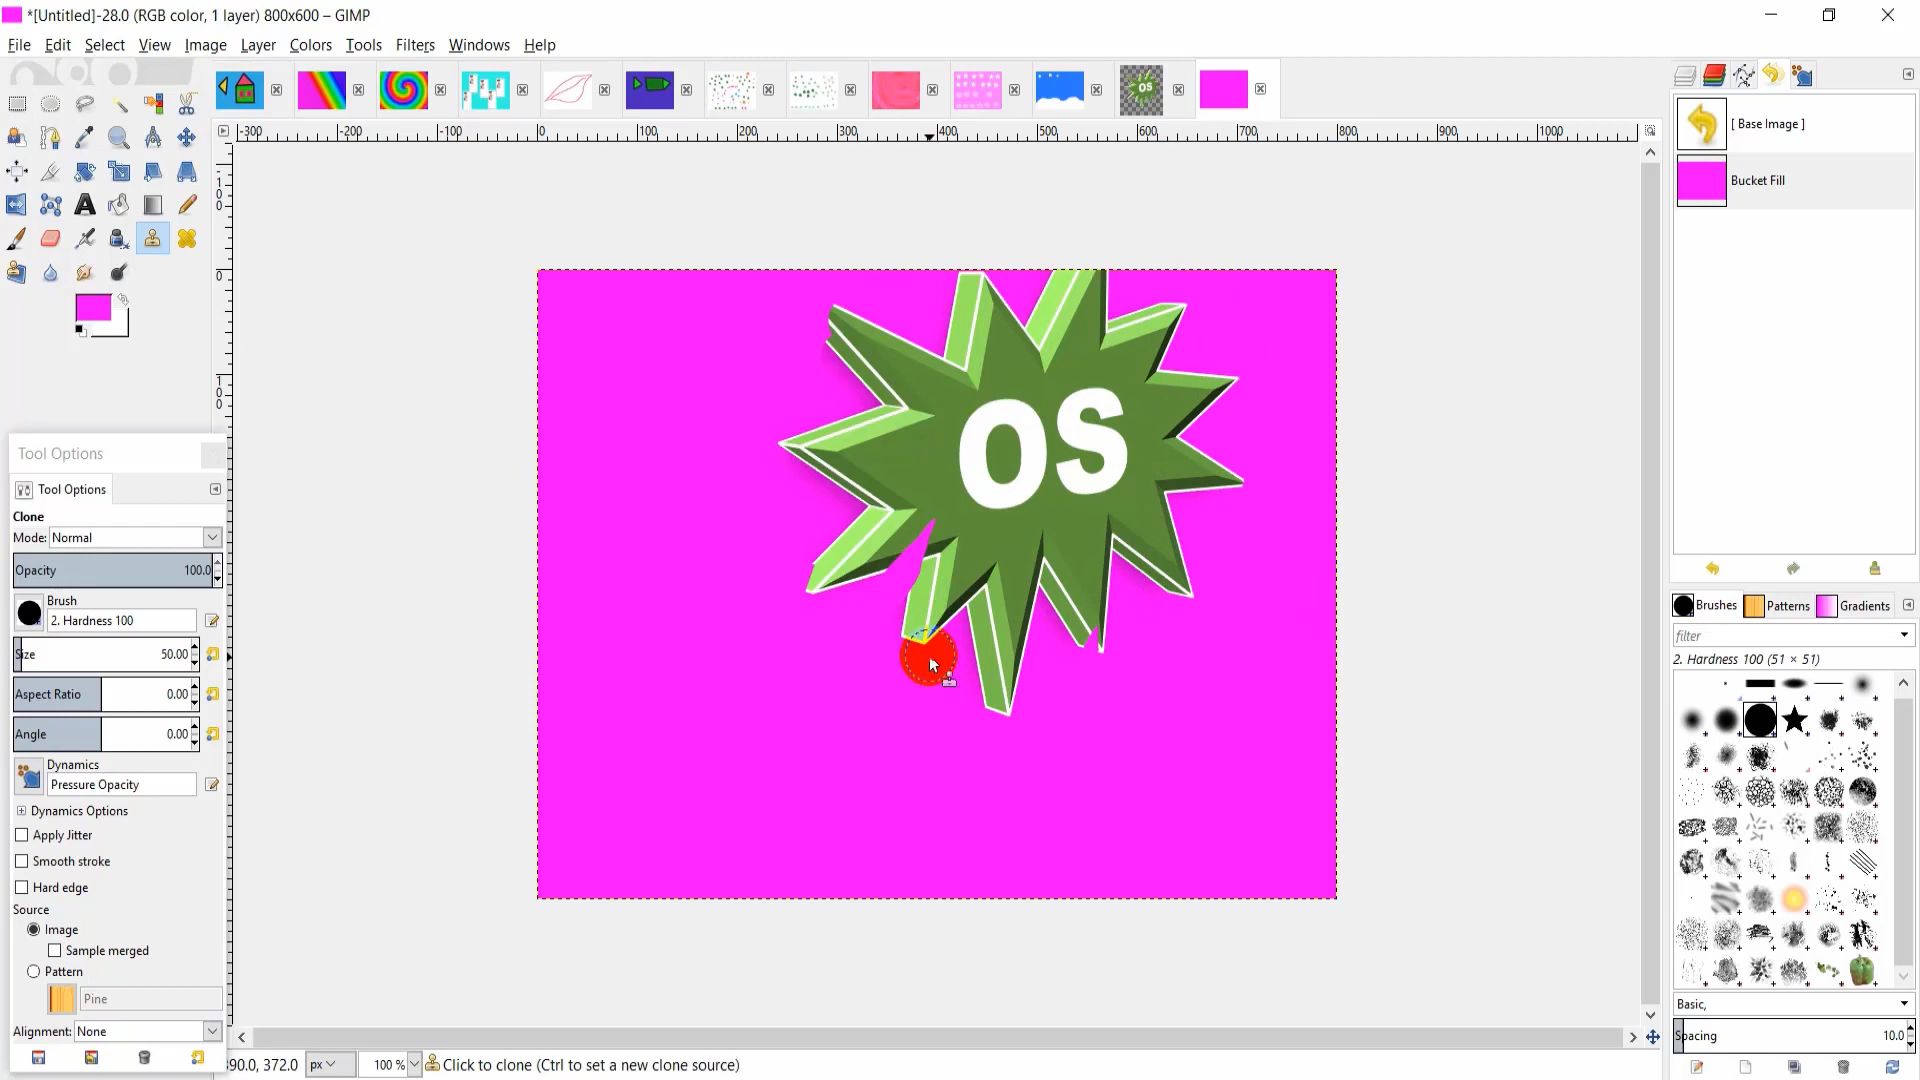 *[Untitled]-28.0 (RGB color, 1 layer) 800x600 – GIMP
File Edit Select View Image Layer Colors Tools Filters Windows Help
-300 -200 -100 0 100 200 300 400 500 600 700 800 900 1000
0
100
[ Base Image ]
Bucket Fill
OS
Tool Options
Tool Options
Clone
Mode: Normal
Opacity 100.0
Brush
2. Hardness 100
Size 50.00
Aspect Ratio 0.00
Angle 0.00
Dynamics
Pressure Opacity
Dynamics Options
Apply Jitter
Smooth stroke
Hard edge
Source
Image
Sample merged
Pattern
Pine
Alignment: None
Brushes Patterns Gradients
filter
2. Hardness 100 (51 × 51)
Basic,
Spacing 10.0
90.0, 372.0 px 100 % Click to clone (Ctrl to set a new clone source)